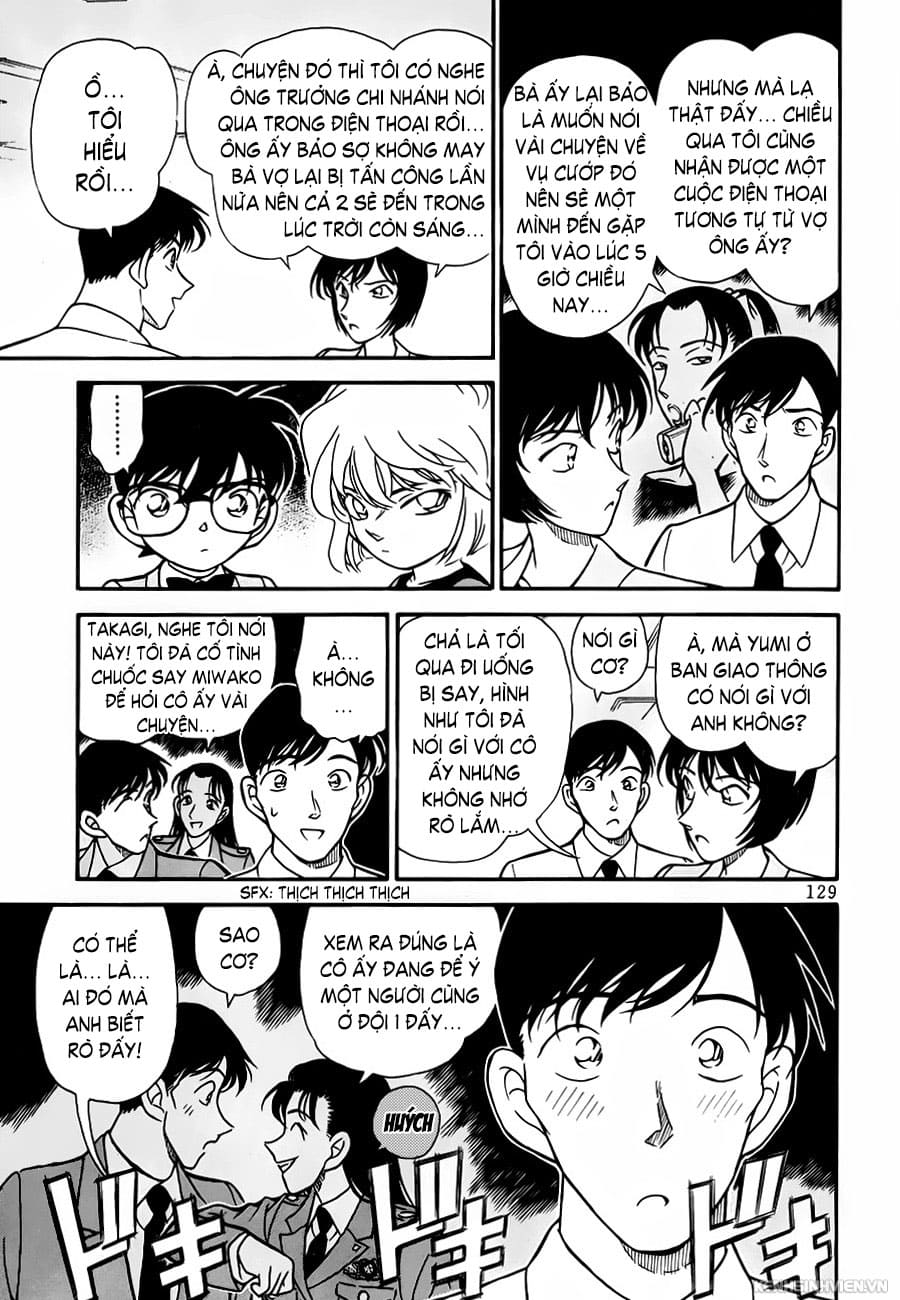 NHƯNG MÀ LẠ
THẬT ĐẤY... CHIỀU
QUA TÔI CŨNG
NHẬN ĐƯỢC MỘT
CUỘC ĐIỆN THOẠI
TƯƠNG TỰ TỪ VỢ
ÔNG ẤY?
BÀ ẤY LẠI BẢO
LÀ MUỐN NÓI
VÀI CHUYỆN VỀ
VỤ CƯỚP ĐÓ
NÊN SẼ MỘT
MÌNH ĐẾN GẶP
TÔI VÀO LÚC 5
GIỜ CHIỀU
NAY...
À, CHUYỆN ĐÓ THÌ TÔI CÓ NGHE
ÔNG TRƯỞNG CHI NHÁNH NÓI
QUA TRONG ĐIỆN THOẠI RỒI...
ÔNG ẤY BẢO SỢ KHÔNG MAY
BÀ VỢ LẠI BỊ TẤN CÔNG LẦN
NỮA NÊN CẢ 2 SẼ ĐẾN TRONG
LÚC TRỜI CÒN SÁNG...
Ồ...
TÔI
HIỂU
RỒI...
.........
À, MÀ YUMI Ở
BAN GIAO THÔNG
CÓ NÓI GÌ VỚI
ANH KHÔNG?
NÓI GÌ
CƠ?
CHẢ LÀ TỐI
QUA ĐI UỐNG
BỊ SAY, HÌNH
NHƯ TÔI ĐÃ
NÓI GÌ VỚI CÔ
ẤY NHƯNG
KHÔNG NHỚ
RÕ LẮM...
À...
KHÔNG
...
TAKAGI, NGHE TÔI NÓI
NÀY! TÔI ĐÃ CỐ TÌNH
CHUỐC SAY MIWAKO
ĐỂ HỎI CÔ ẤY VÀI
CHUYỆN...
SFX: THỊCH THỊCH THỊCH
129
XEM RA ĐÚNG LÀ
CÔ ẤY ĐANG ĐỂ Ý
MỘT NGƯỜI CÙNG
Ở ĐỘI 1 ĐẤY...
SAO
CƠ?
CÓ THỂ
LÀ... LÀ...
AI ĐÓ MÀ
ANH BIẾT
RÕ ĐẤY!
HUÝCH
ドキ
ドキ
ドキ
KENHSINHVIEN.VN